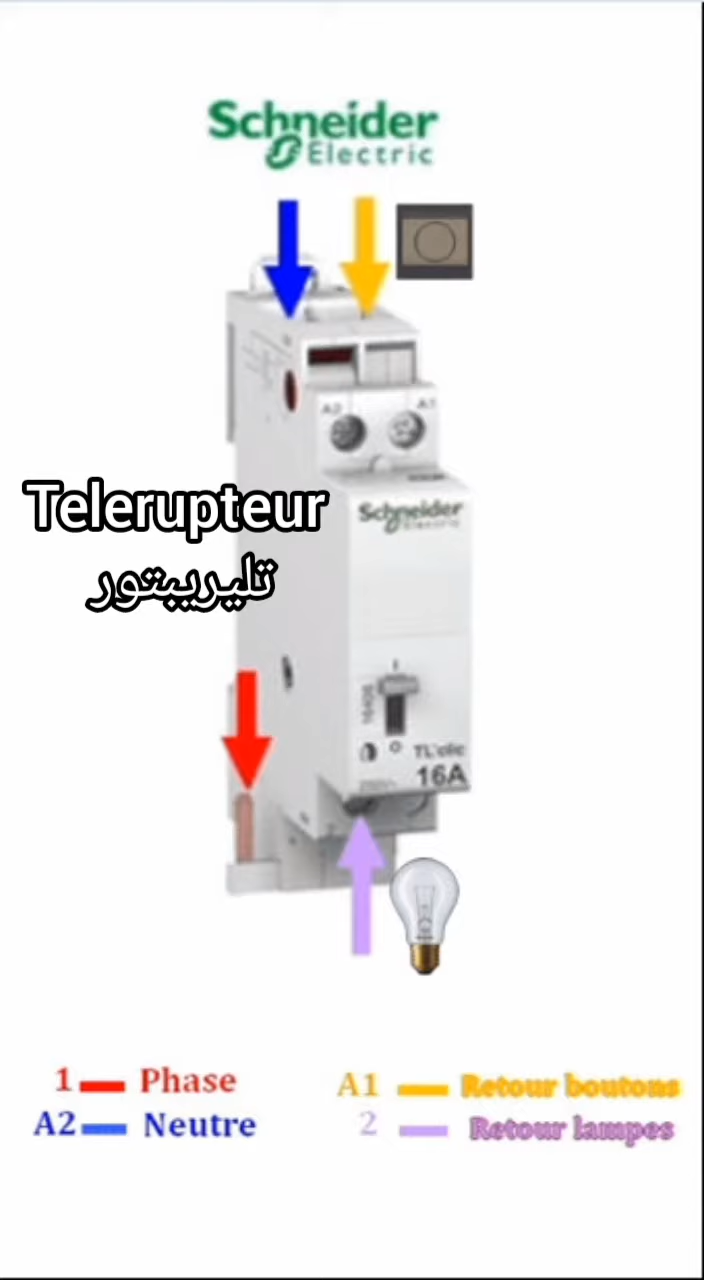 Schneider
Electric
A2 A1
Schneider
Electric
Telerupteur
تليريبتور
TL'clic
16A
1 Phase
A1 Retour boutons
A2 Neutre
2 Retour lampes